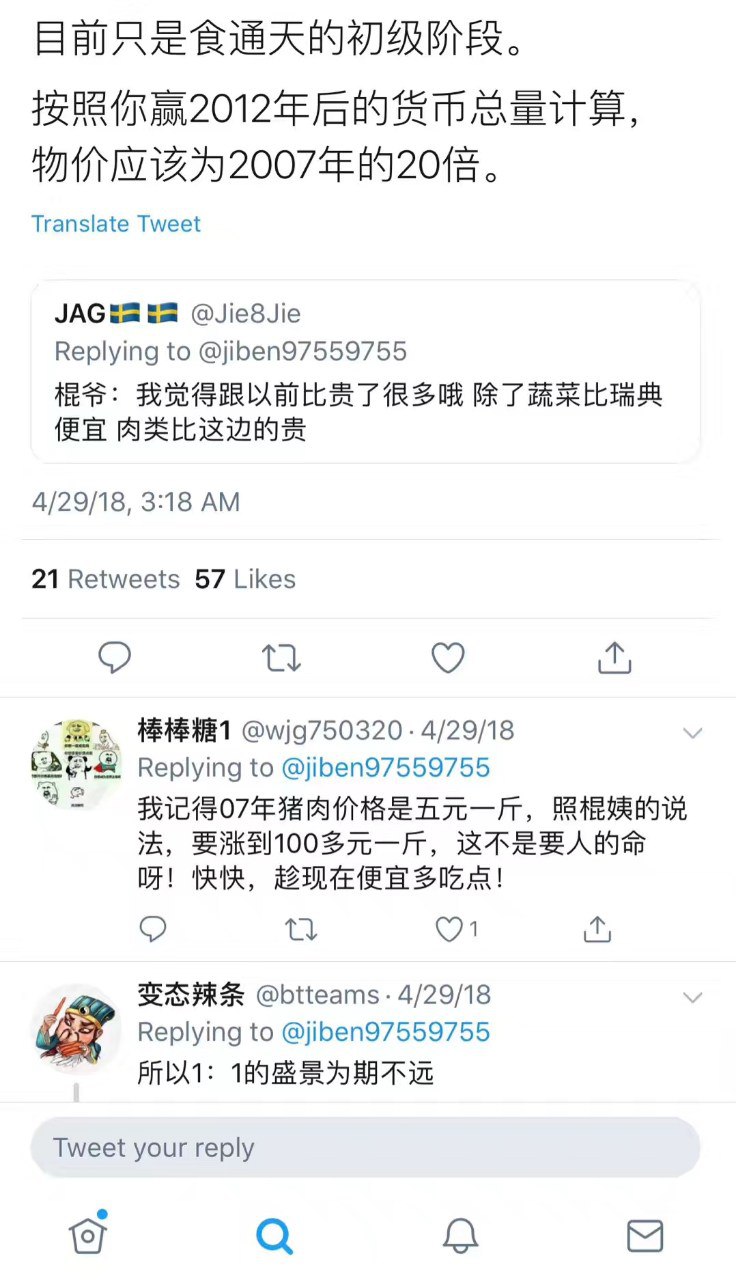 目前只是食通天的初级阶段。
按照你赢2012年后的货币总量计算，
物价应该为2007年的20倍。
Translate Tweet
JAG🇸🇪🇸🇪 @Jie8Jie
Replying to @jiben97559755
棍爷：我觉得跟以前比贵了很多哦 除了蔬菜比瑞典
便宜 肉类比这边的贵
4/29/18, 3:18 AM
21 Retweets 57 Likes
棒棒糖1 @wjg750320 · 4/29/18
Replying to @jiben97559755
我记得07年猪肉价格是五元一斤，照棍姨的说
法，要涨到100多元一斤，这不是要人的命
呀！快快，趁现在便宜多吃点！
1
变态辣条 @btteams · 4/29/18
Replying to @jiben97559755
所以1：1的盛景为期不远
Tweet your reply